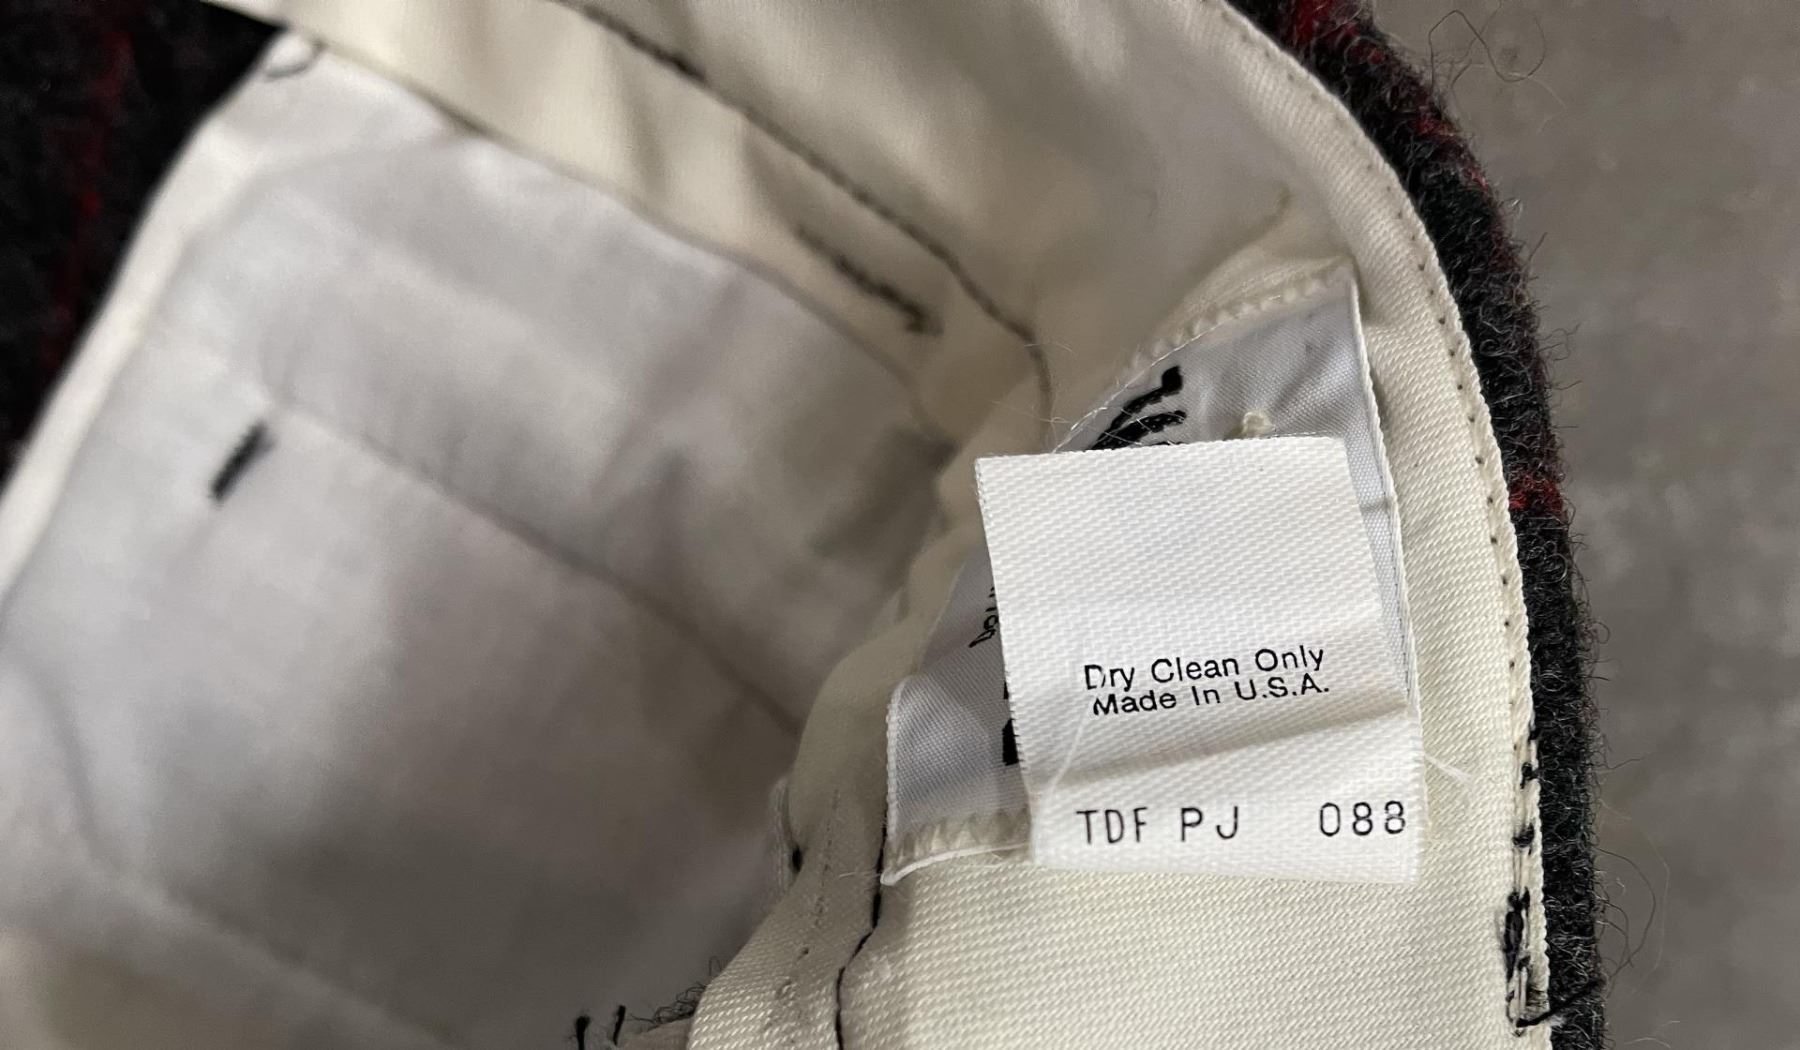 Dry Clean Only
Made In U.S.A.
TDF PJ 088